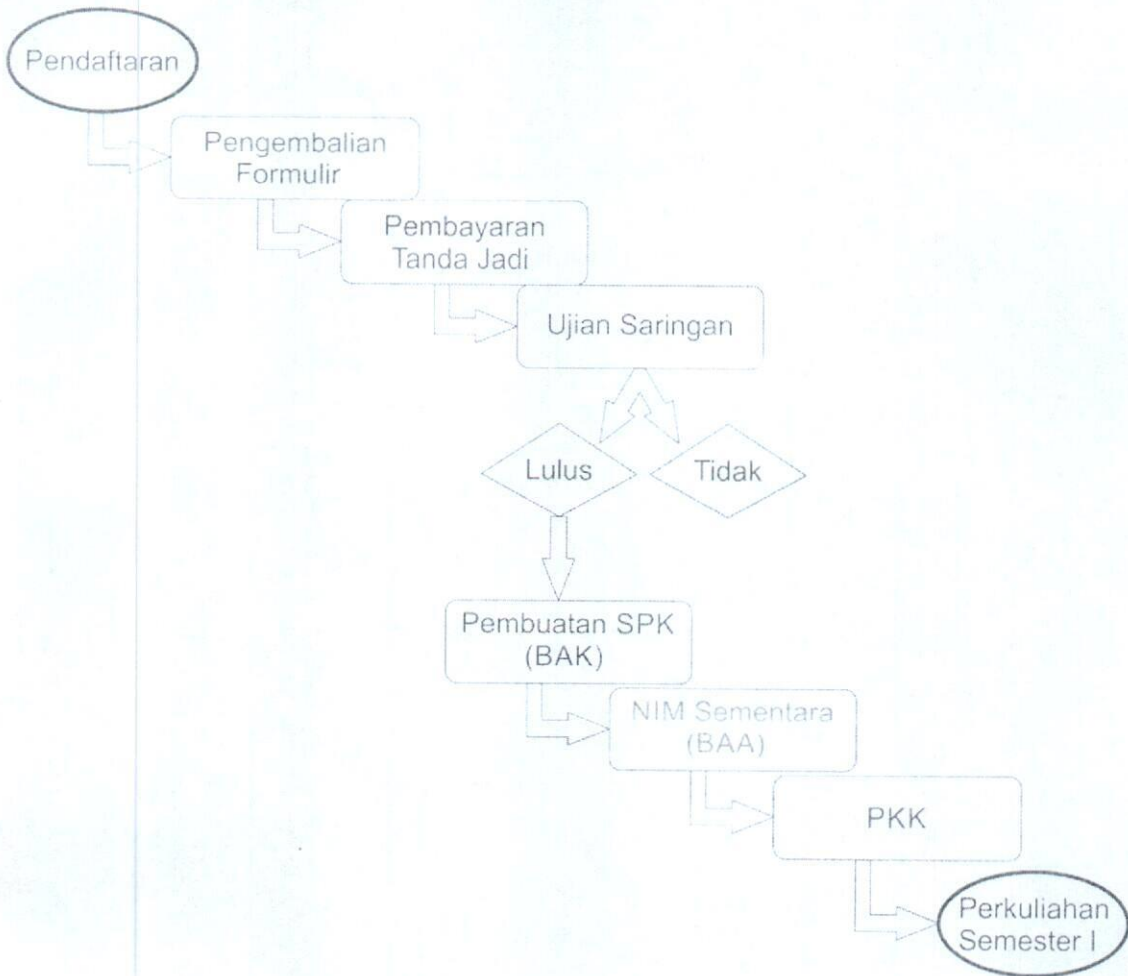 Pendaftaran
Pengembalian
Formulir
Pembayaran
Tanda Jadi
Ujian Saringan
Lulus
Tidak
Pembuatan SPK
(BAK)
NIM Sementara
(BAA)
PKK
Perkuliahan
Semester I